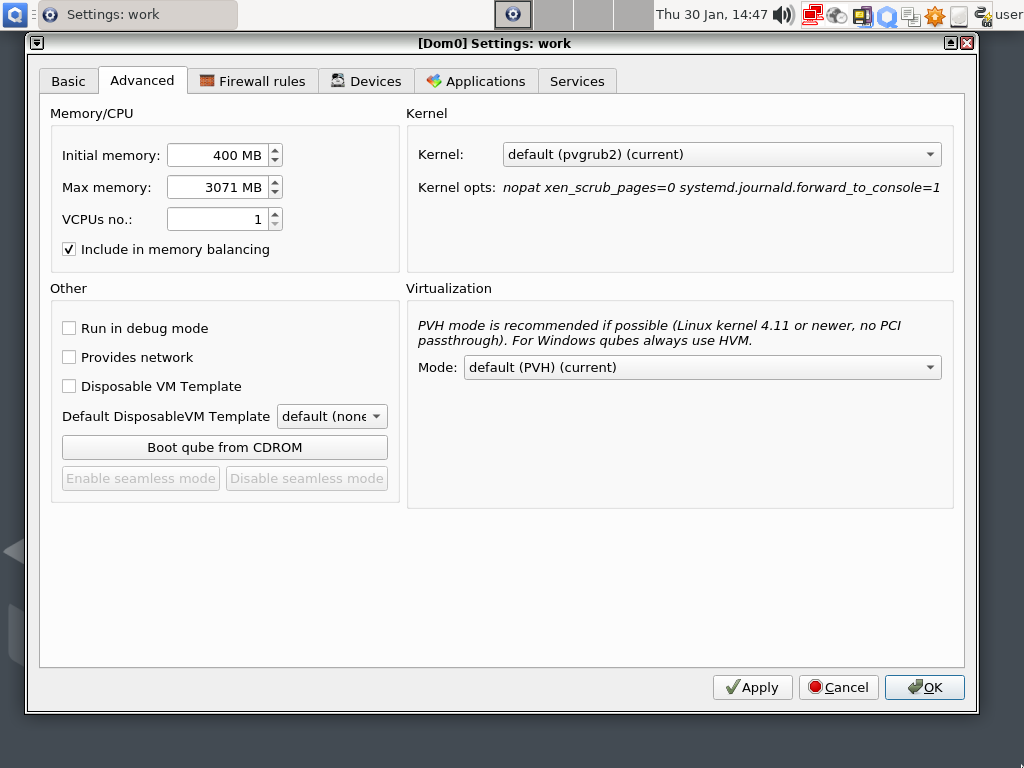 Settings: work
Thu 30 Jan, 14:47
user
[Dom0] Settings: work
Basic
Advanced
Firewall rules
Devices
Applications
Services
Memory/CPU
Initial memory: 400 MB
Max memory: 3071 MB
VCPUs no.: 1
Include in memory balancing
Kernel
Kernel: default (pvgrub2) (current)
Kernel opts: nopat xen_scrub_pages=0 systemd.journald.forward_to_console=1
Other
Run in debug mode
Provides network
Disposable VM Template
Default DisposableVM Template default (none
Boot qube from CDROM
Enable seamless mode
Disable seamless mode
Virtualization
PVH mode is recommended if possible (Linux kernel 4.11 or newer, no PCI
passthrough). For Windows qubes always use HVM.
Mode: default (PVH) (current)
Apply
Cancel
OK